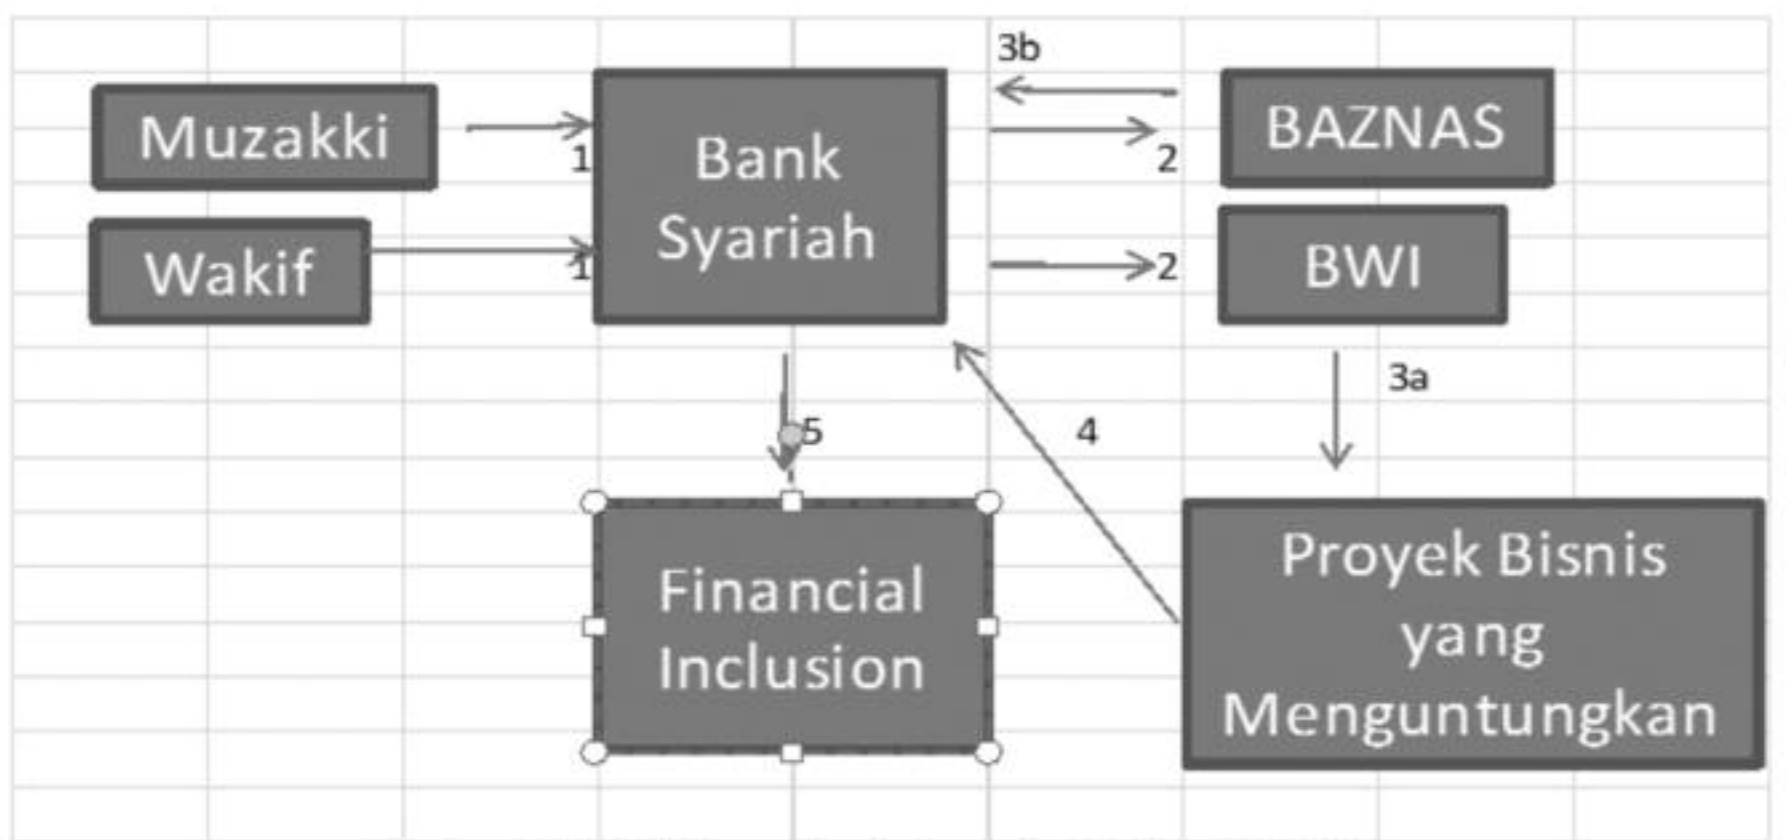 3b
Muzakki
1
Bank
Syariah
2
BAZNAS
Wakif
1
2
BWI
3a
5
4
Financial
Inclusion
Proyek Bisnis
yang
Menguntungkan